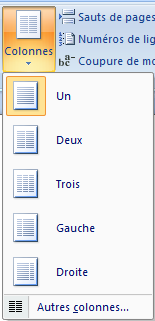 Sauts de pages
Numéros de lig
Colonnes
Coupure de mo
Un
Deux
Trois
Gauche
Droite
Autres colonnes...